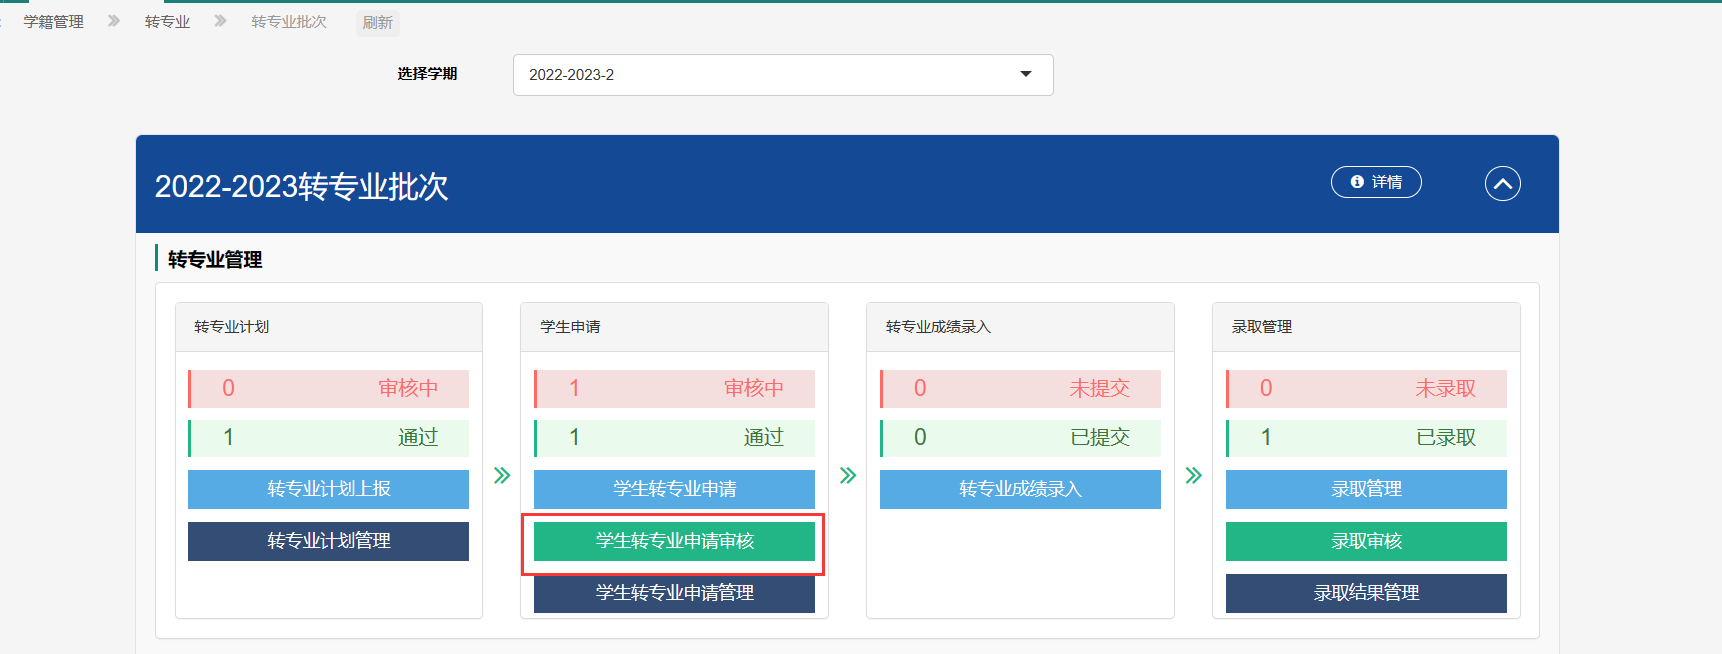 学籍管理 转专业 转专业批次 刷新
选择学期 2022-2023-2
2022-2023转专业批次 详情
转专业管理
转专业计划
0 审核中
1 通过
转专业计划上报
转专业计划管理
学生申请
1 审核中
1 通过
学生转专业申请
学生转专业申请审核
学生转专业申请管理
转专业成绩录入
0 未提交
0 已提交
转专业成绩录入
录取管理
0 未录取
1 已录取
录取管理
录取审核
录取结果管理